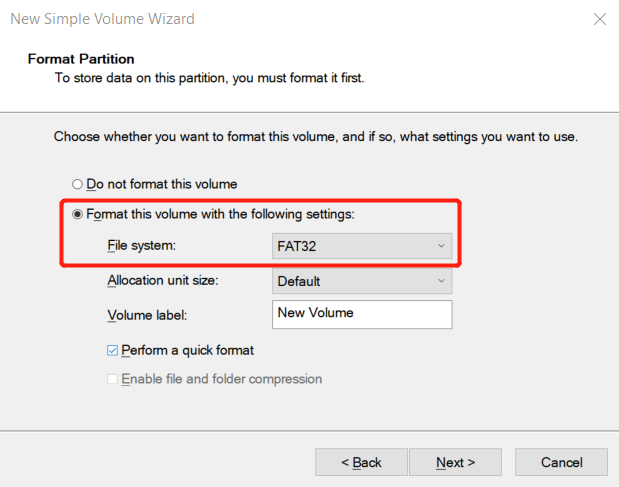 New Simple Volume Wizard
Format Partition
To store data on this partition, you must format it first.
Choose whether you want to format this volume, and if so, what settings you want to use.
Do not format this volume
Format this volume with the following settings:
File system: FAT32
Allocation unit size: Default
Volume label: New Volume
Perform a quick format
Enable file and folder compression
< Back Next > Cancel